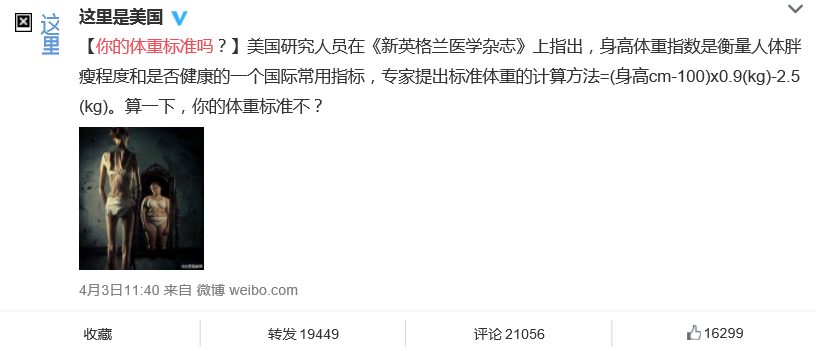 这里
这里是美国
【你的体重标准吗？】美国研究人员在《新英格兰医学杂志》上指出，身高体重指数是衡量人体胖
瘦程度和是否健康的一个国际常用指标，专家提出标准体重的计算方法=(身高cm-100)x0.9(kg)-2.5
(kg)。算一下，你的体重标准不？
4月3日11:40 来自 微博 weibo.com
收藏
转发 19449
评论 21056
16299